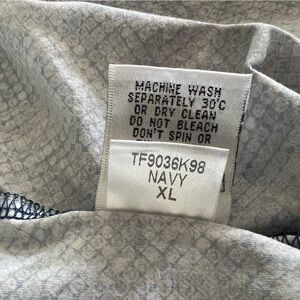 MACHINE WASH
SEPARATELY 30°C
OR DRY CLEAN
DO NOT BLEACH
DON'T SPIN OR
TF9036K98
NAVY
XL